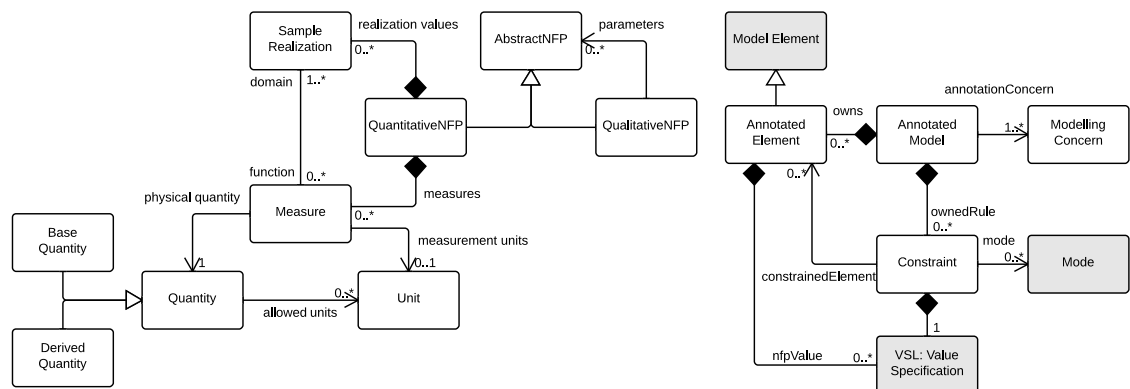 Sample
Realization
realization values
0..*
domain
1..*
AbstractNFP
parameters
0..*
QuantitativeNFP
QualitativeNFP
function
0..*
measures
0..*
physical quantity
Measure
measurement units
0..1
1
Base
Quantity
Quantity
allowed units
0..*
Unit
Derived
Quantity
Model Element
annotationConcern
owns
0..*
Annotated
Element
Annotated
Model
1..*
Modelling
Concern
0..*
ownedRule
0..*
mode
0..*
constrainedElement
Constraint
Mode
1
nfpValue
0..*
VSL: Value
Specification